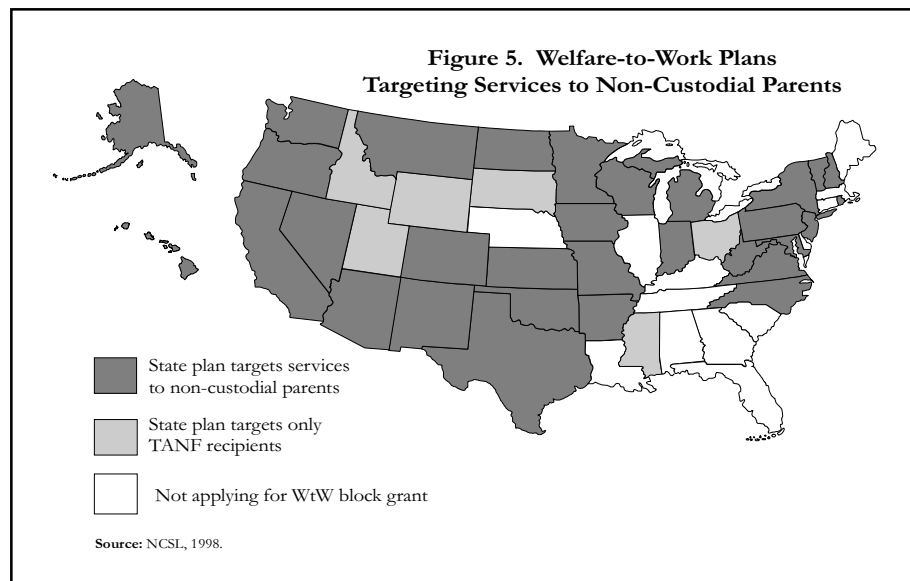 Figure 5. Welfare-to-Work Plans
Targeting Services to Non-Custodial Parents
State plan targets services
to non-custodial parents
State plan targets only
TANF recipients
Not applying for WtW block grant
Source: NCSL, 1998.